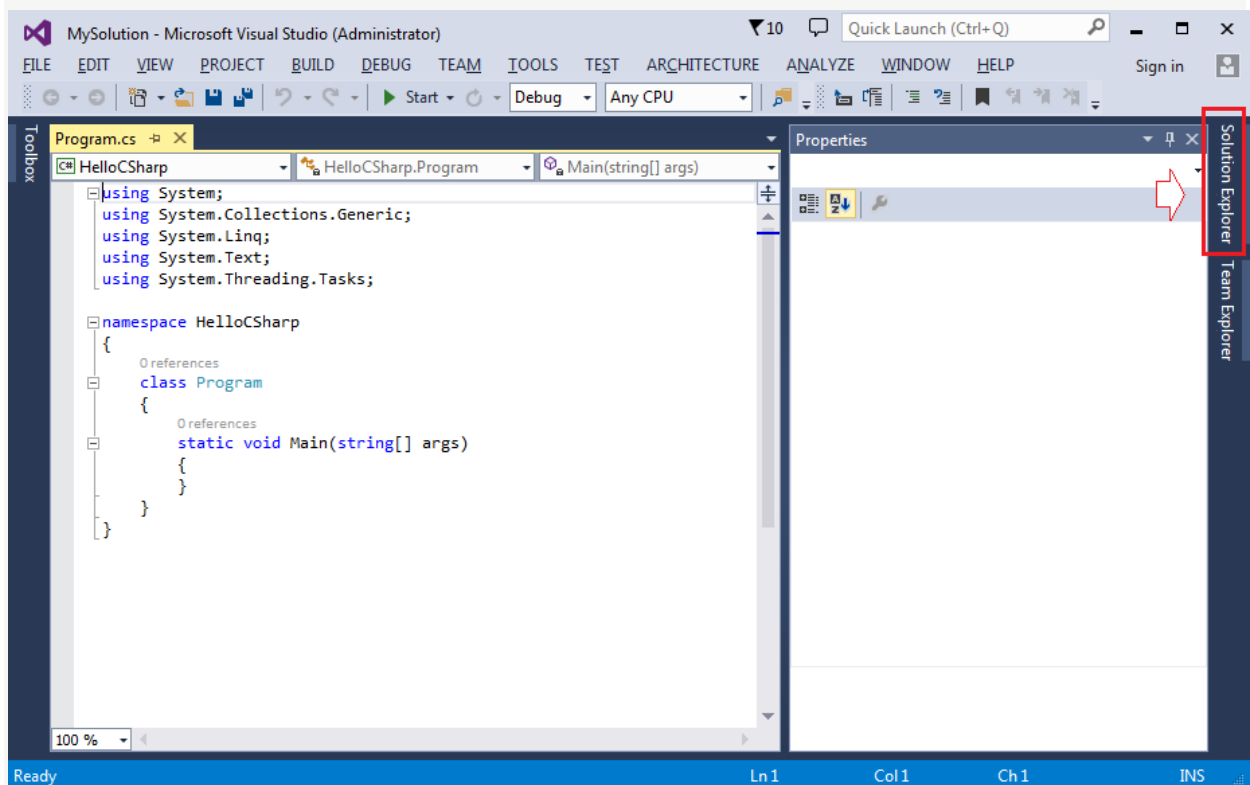 MySolution - Microsoft Visual Studio (Administrator)
10
Quick Launch (Ctrl+Q)
FILE EDIT VIEW PROJECT BUILD DEBUG TEAM TOOLS TEST ARCHITECTURE ANALYZE WINDOW HELP Sign in
Start Debug Any CPU
Toolbox
Program.cs
HelloCSharp HelloCSharp.Program Main(string[] args)
using System;
using System.Collections.Generic;
using System.Linq;
using System.Text;
using System.Threading.Tasks;
namespace HelloCSharp
{
0 references
class Program
{
0 references
static void Main(string[] args)
{
}
}
}
100 %
Properties
Solution Explorer
Team Explorer
Ready Ln 1 Col 1 Ch 1 INS